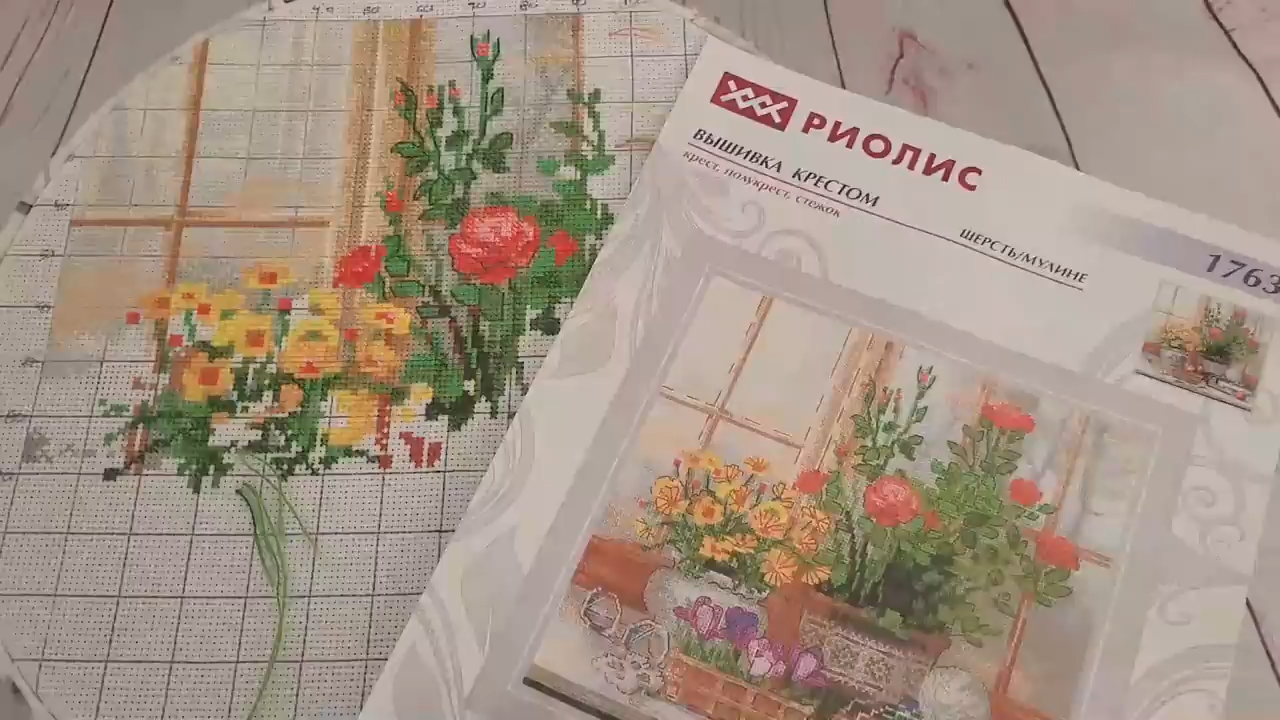 РИОЛИС
ВЫШИВКА КРЕСТОМ
крест, полукрест, стежок
ШЕРСТЬ/МУЛИНЕ
1763